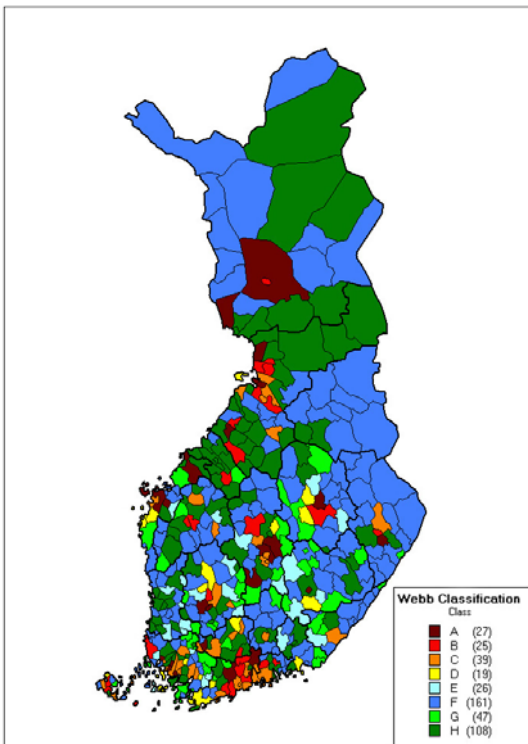 Webb Classification
Class
A (27)
B (25)
C (39)
D (19)
E (26)
F (161)
G (47)
H (108)